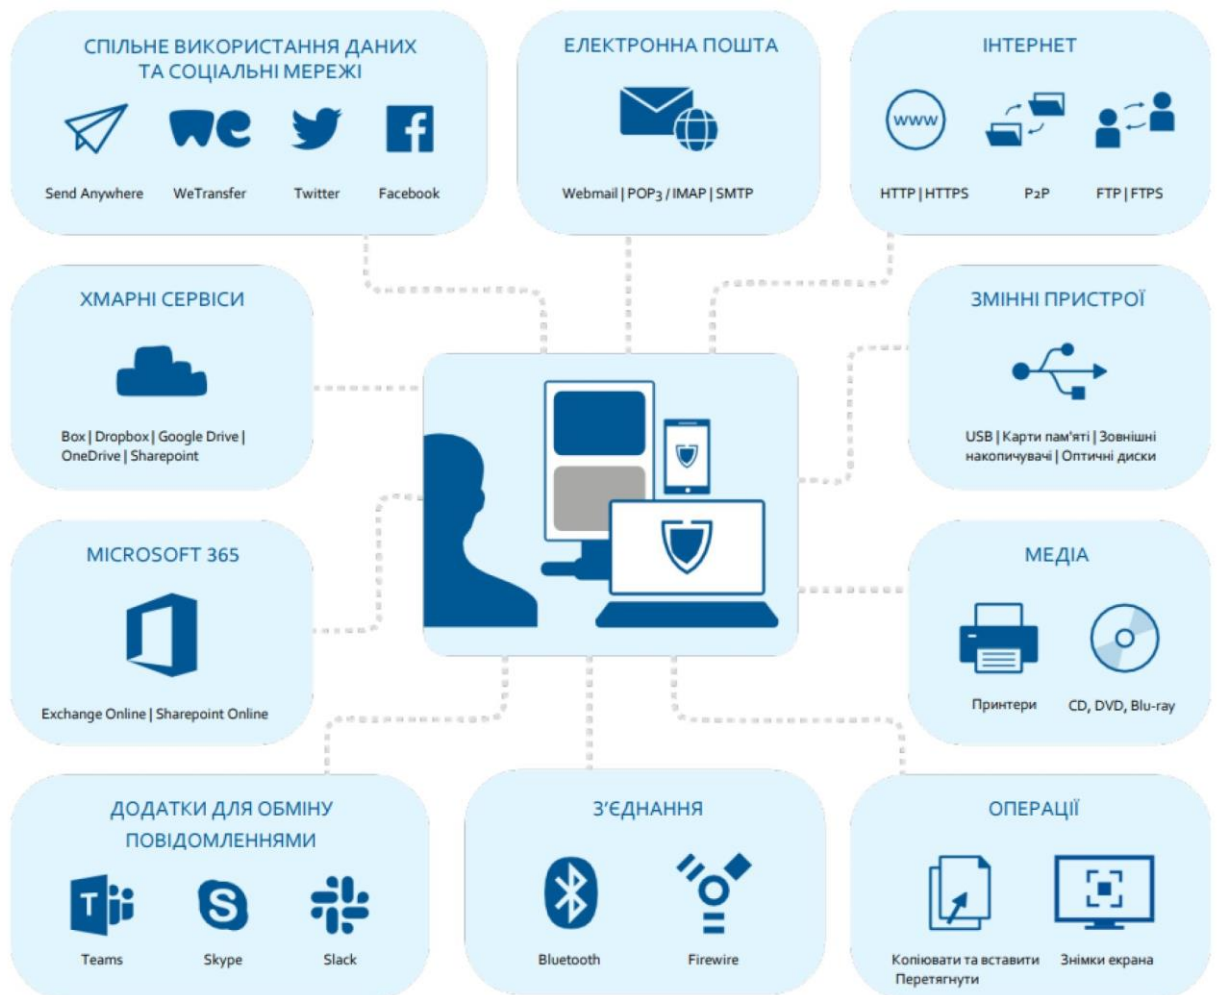 СПІЛЬНЕ ВИКОРИСТАННЯ ДАНИХ
ТА СОЦІАЛЬНІ МЕРЕЖІ
Send Anywhere
WeTransfer
Twitter
Facebook
ЕЛЕКТРОННА ПОШТА
Webmail | POP3 / IMAP | SMTP
ІНТЕРНЕТ
www
HTTP | HTTPS
P2P
FTP | FTPS
ХМАРНІ СЕРВІСИ
Box | Dropbox | Google Drive |
OneDrive | Sharepoint
ЗМІННІ ПРИСТРОЇ
USB | Карти пам'яті | Зовнішні
накопичувачі | Оптичні диски
MICROSOFT 365
Exchange Online | Sharepoint Online
МЕДІА
Принтери
CD, DVD, Blu-ray
ДОДАТКИ ДЛЯ ОБМІНУ
ПОВІДОМЛЕННЯМИ
Teams
Skype
Slack
З’ЄДНАННЯ
Bluetooth
Firewire
ОПЕРАЦІЇ
Копіювати та вставити
Перетягнути
Знімки екрана